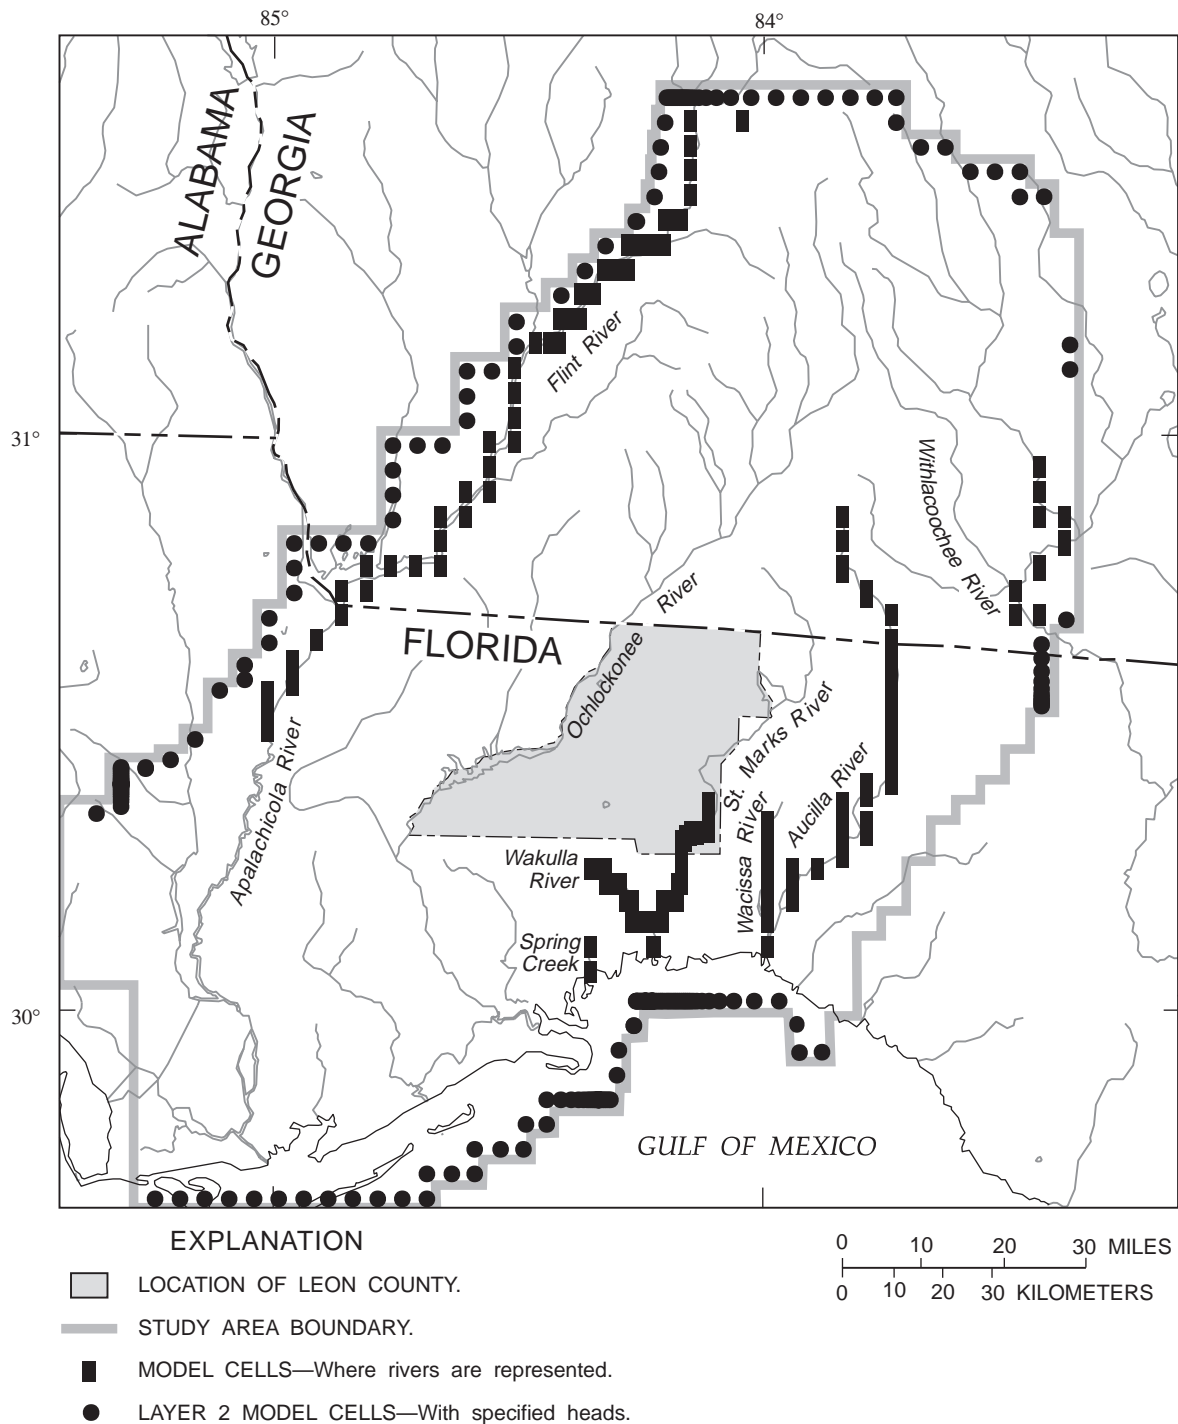 85°
84°
ALABAMA
GEORGIA
Flint River
31°
Withlacoochee River
River
FLORIDA
Ochlockonee
St. Marks River
Apalachicola River
Aucilla River
Wacissa River
Wakulla
River
Spring
Creek
30°
GULF OF MEXICO
EXPLANATION
LOCATION OF LEON COUNTY.
STUDY AREA BOUNDARY.
MODEL CELLS—Where rivers are represented.
LAYER 2 MODEL CELLS—With specified heads.
0 10 20 30 MILES
0 10 20 30 KILOMETERS